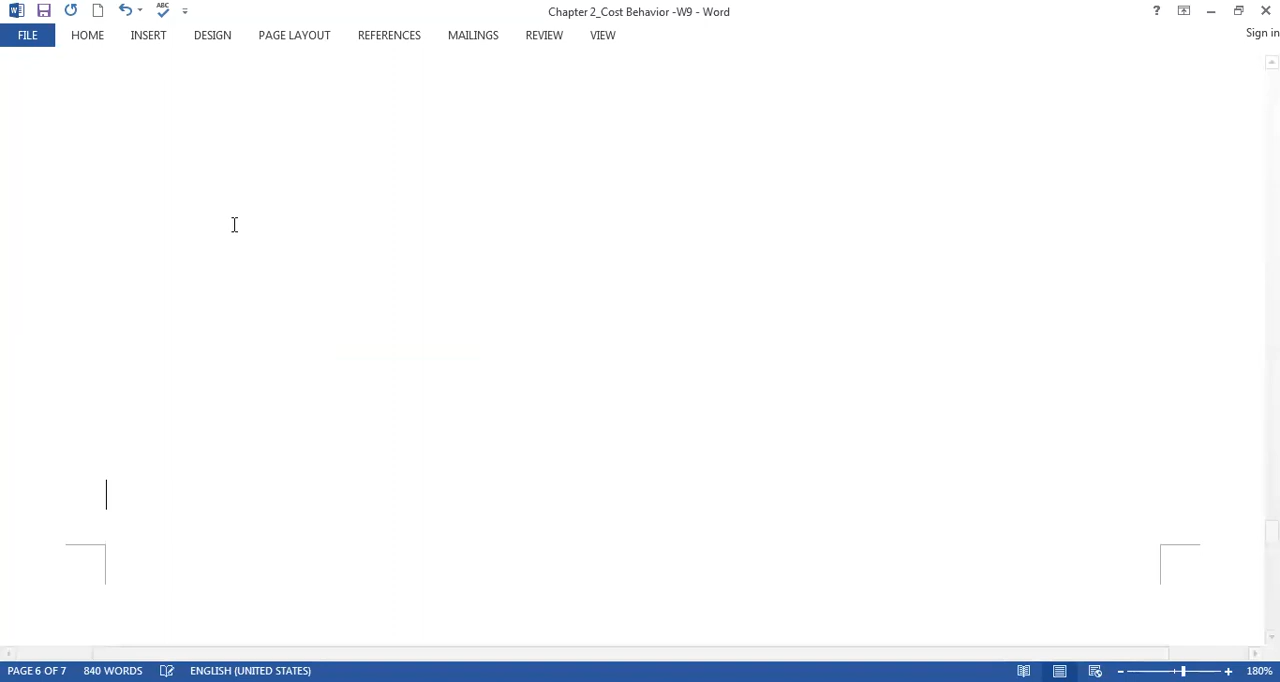 ABC
Chapter 2_Cost Behavior -W9 - Word
?
FILE HOME INSERT DESIGN PAGE LAYOUT REFERENCES MAILINGS REVIEW VIEW Sign in
PAGE 6 OF 7 840 WORDS ENGLISH (UNITED STATES) 180%